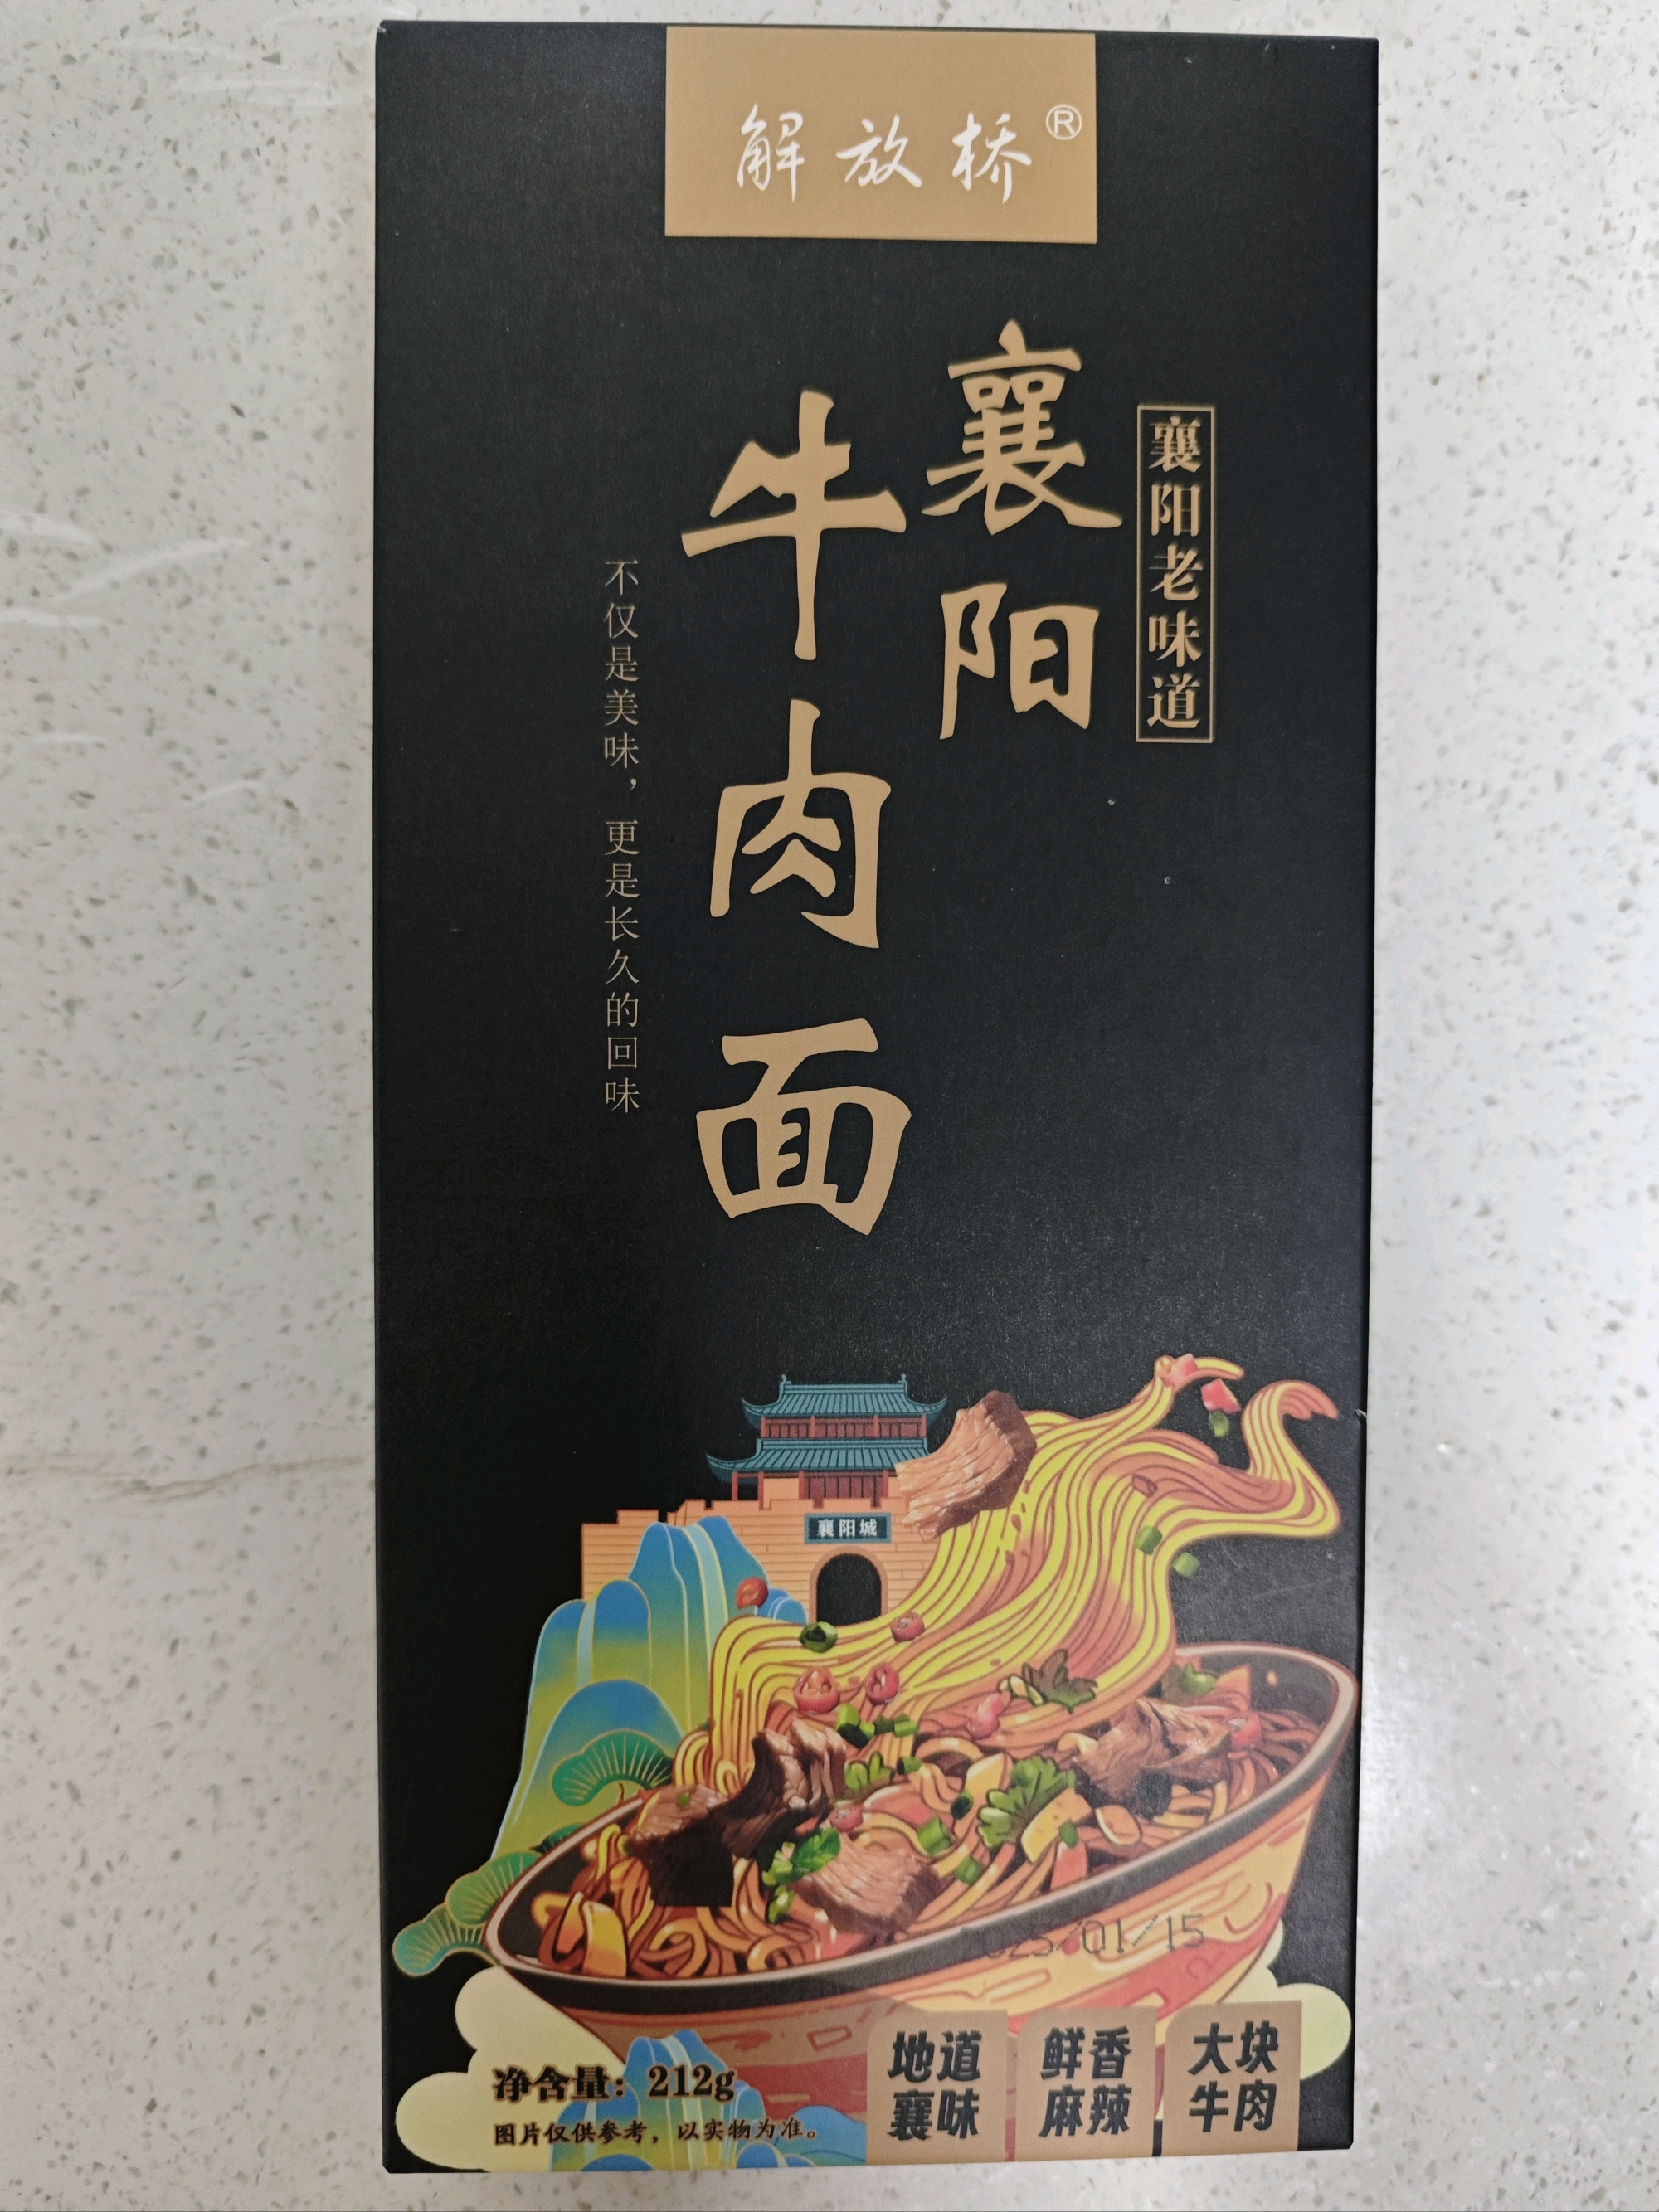 解放桥®
襄阳老味道
襄阳
牛肉面
不仅是美味，更是长久的回味
襄阳城
2025/01/15
净含量：212g
图片仅供参考，以实物为准。
地道
襄味
鲜香
麻辣
大块
牛肉